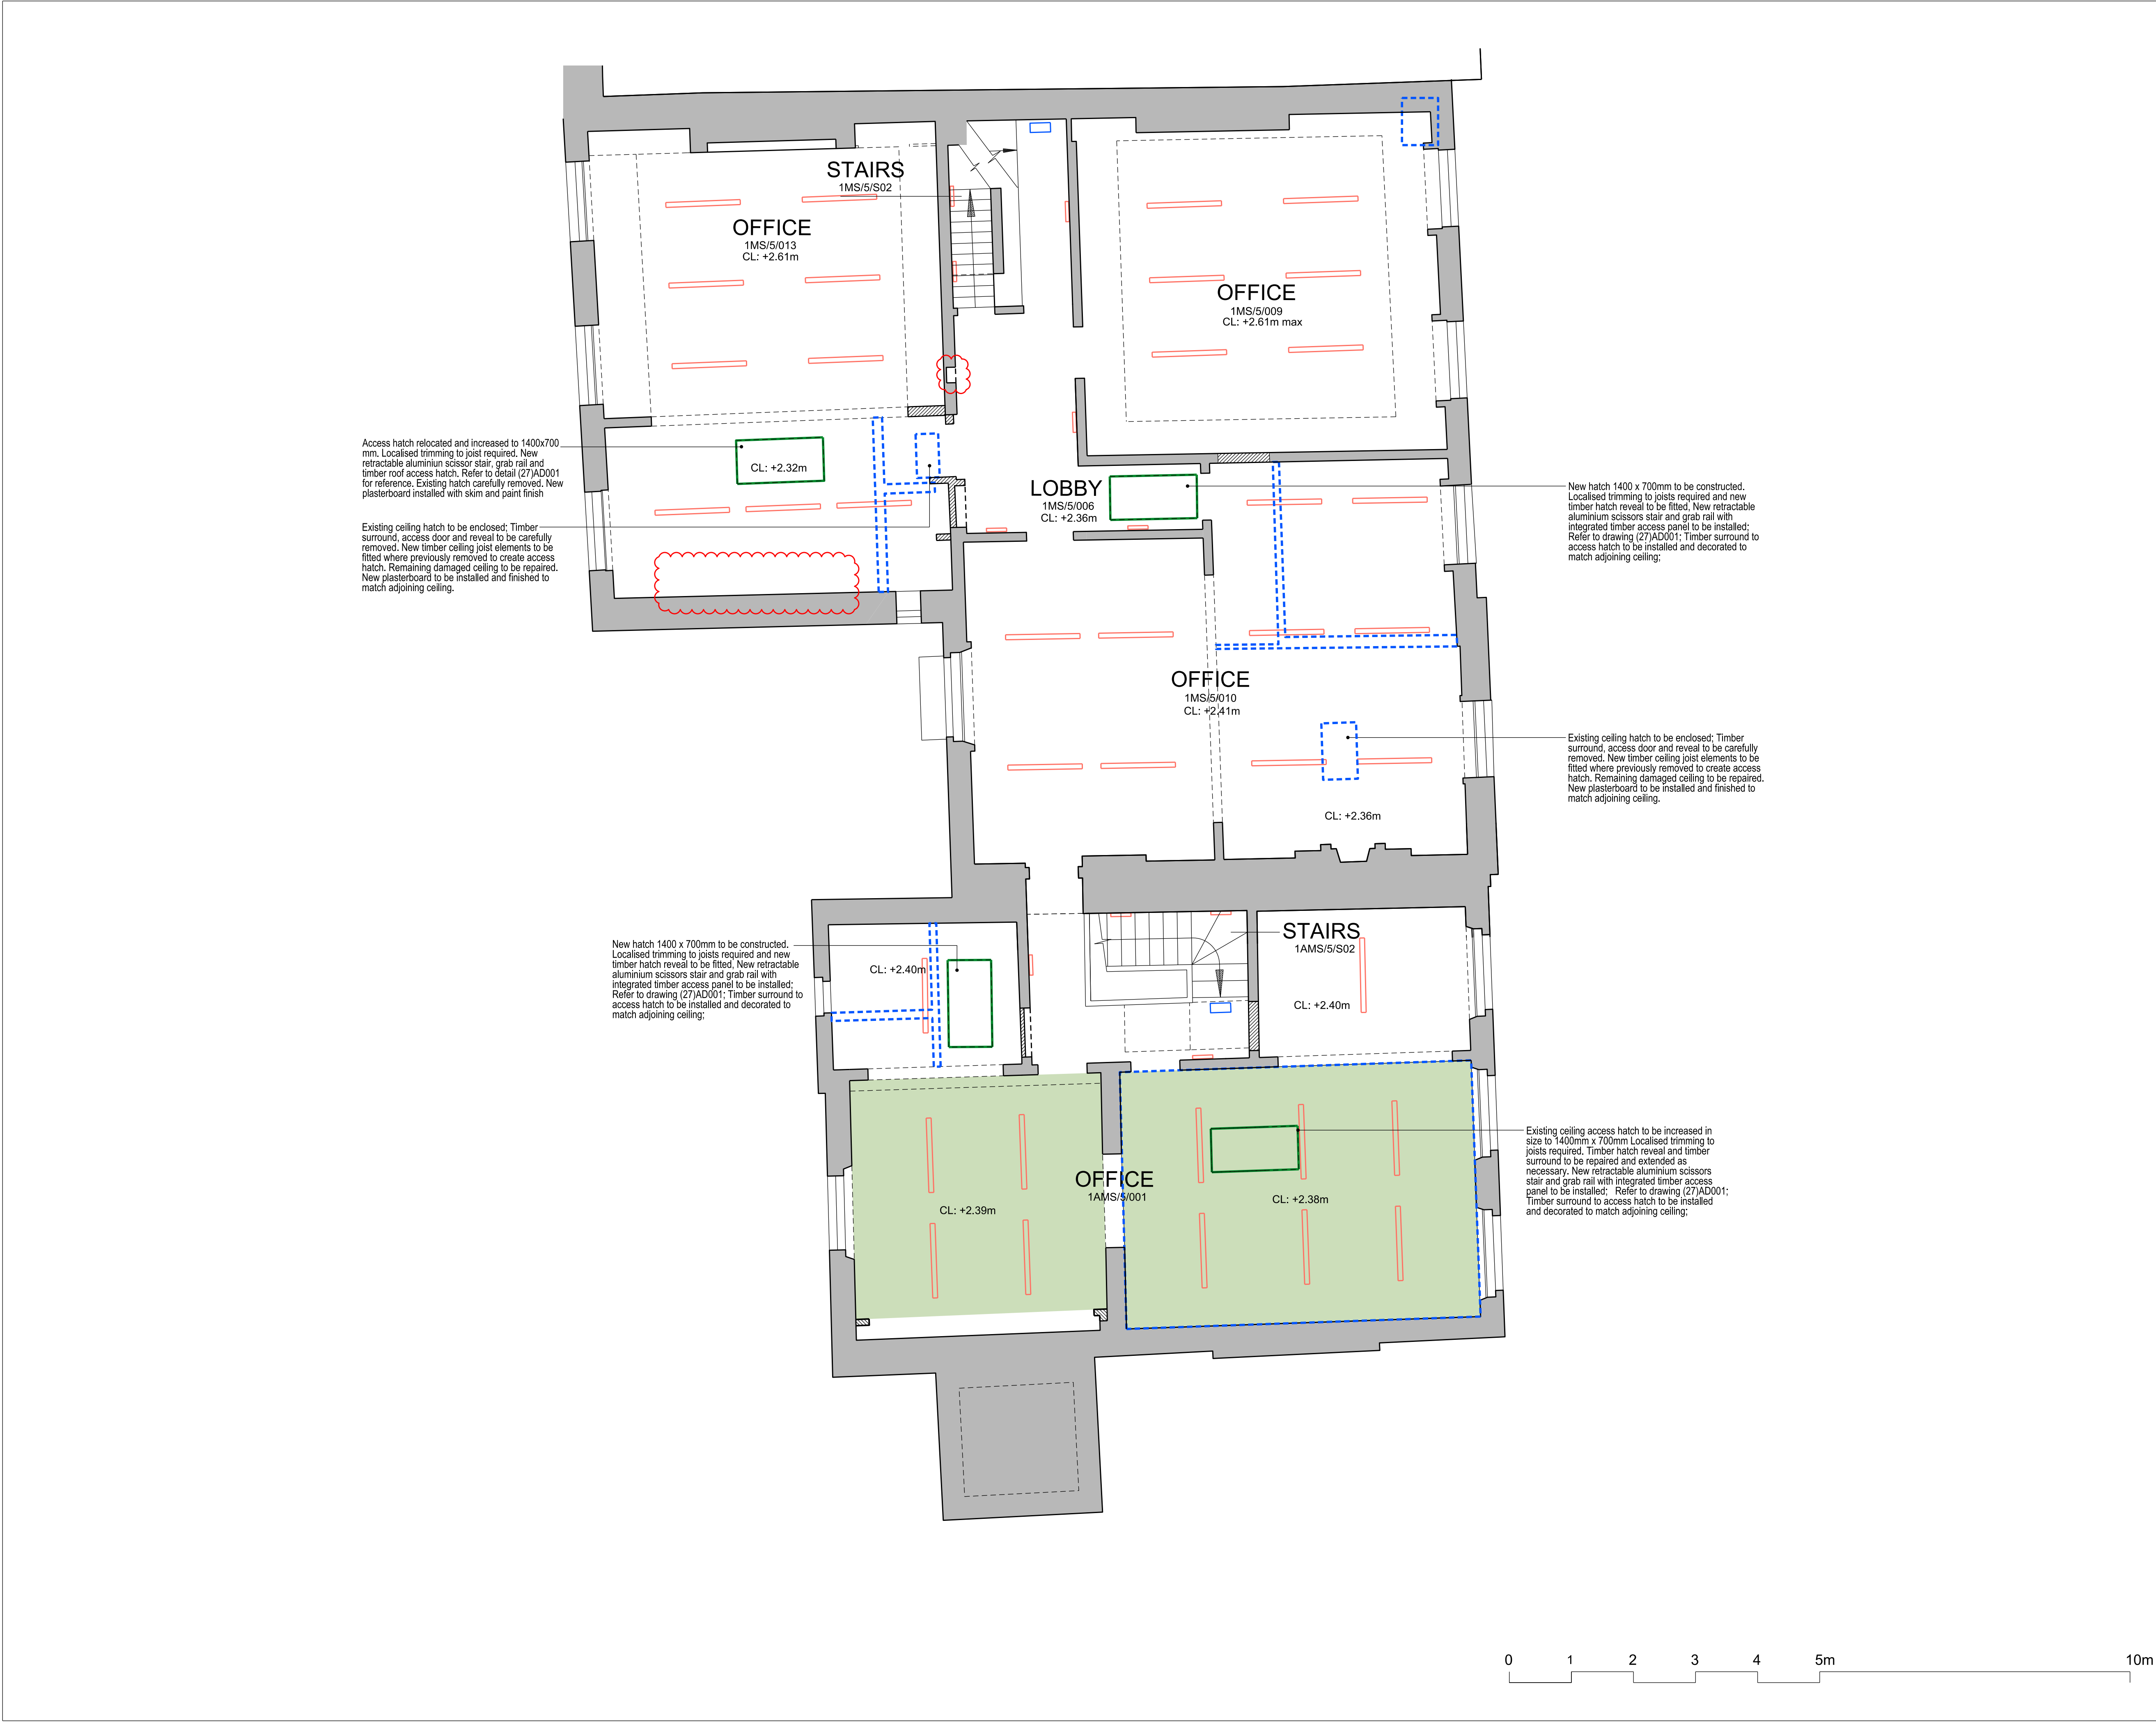 STAIRS
1MS/5/S02
OFFICE
1MS/5/013
CL: +2.61m
OFFICE
1MS/5/009
CL: +2.61m max
Access hatch relocated and increased to 1400x700
mm. Localised trimming to joist required. New
retractable aluminiun scissor stair, grab rail and
timber roof access hatch. Refer to detail (27)AD001
for reference. Existing hatch carefully removed. New
plasterboard installed with skim and paint finish
CL: +2.32m
Existing ceiling hatch to be enclosed; Timber
surround, access door and reveal to be carefully
removed. New timber ceiling joist elements to be
fitted where previously removed to create access
hatch. Remaining damaged ceiling to be repaired.
New plasterboard to be installed and finished to
match adjoining ceiling.
LOBBY
1MS/5/006
CL: +2.36m
New hatch 1400 x 700mm to be constructed.
Localised trimming to joists required and new
timber hatch reveal to be fitted, New retractable
aluminium scissors stair and grab rail with
integrated timber access panel to be installed;
Refer to drawing (27)AD001; Timber surround to
access hatch to be installed and decorated to
match adjoining ceiling;
OFFICE
1MS/5/010
CL: +2.41m
Existing ceiling hatch to be enclosed; Timber
surround, access door and reveal to be carefully
removed. New timber ceiling joist elements to be
fitted where previously removed to create access
hatch. Remaining damaged ceiling to be repaired.
New plasterboard to be installed and finished to
match adjoining ceiling.
CL: +2.36m
New hatch 1400 x 700mm to be constructed.
Localised trimming to joists required and new
timber hatch reveal to be fitted, New retractable
aluminium scissors stair and grab rail with
integrated timber access panel to be installed;
Refer to drawing (27)AD001; Timber surround to
access hatch to be installed and decorated to
match adjoining ceiling;
CL: +2.40m
STAIRS
1AMS/5/S02
CL: +2.40m
Existing ceiling access hatch to be increased in
size to 1400mm x 700mm Localised trimming to
joists required. Timber hatch reveal and timber
surround to be repaired and extended as
necessary. New retractable aluminium scissors
stair and grab rail with integrated timber access
panel to be installed;   Refer to drawing (27)AD001;
Timber surround to access hatch to be installed
and decorated to match adjoining ceiling;
OFFICE
1AMS/5/001
CL: +2.39m
CL: +2.38m
0 1 2 3 4 5m 10m